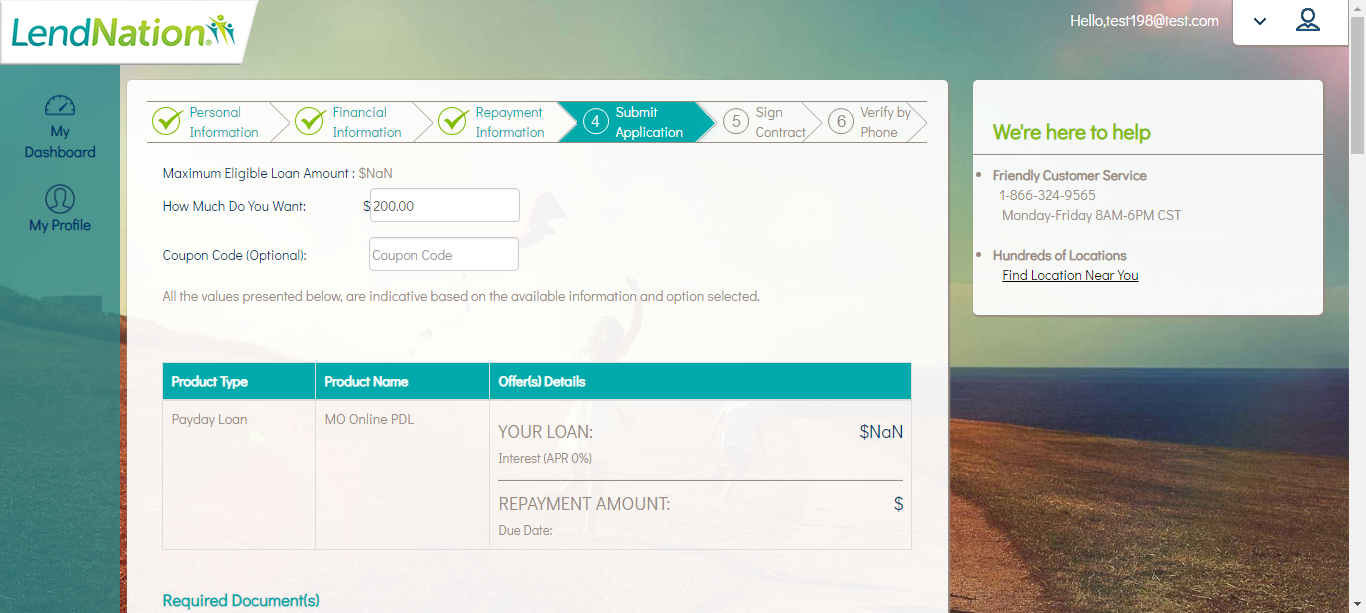 LendNation®
Hello,test198@test.com
My
Dashboard
My Profile
Personal
Information
Financial
Information
Repayment
Information
4 Submit
Application
5 Sign
Contract
6 Verify by
Phone
Maximum Eligible Loan Amount : $NaN
How Much Do You Want: $ 200.00
Coupon Code (Optional): Coupon Code
All the values presented below, are indicative based on the available information and option selected.
Product Type Product Name Offer(s) Details
Payday Loan MO Online PDL
YOUR LOAN: $NaN
Interest (APR 0%)
REPAYMENT AMOUNT: $
Due Date:
Required Document(s)
We're here to help
Friendly Customer Service
1-866-324-9565
Monday-Friday 8AM-6PM CST
Hundreds of Locations
Find Location Near You